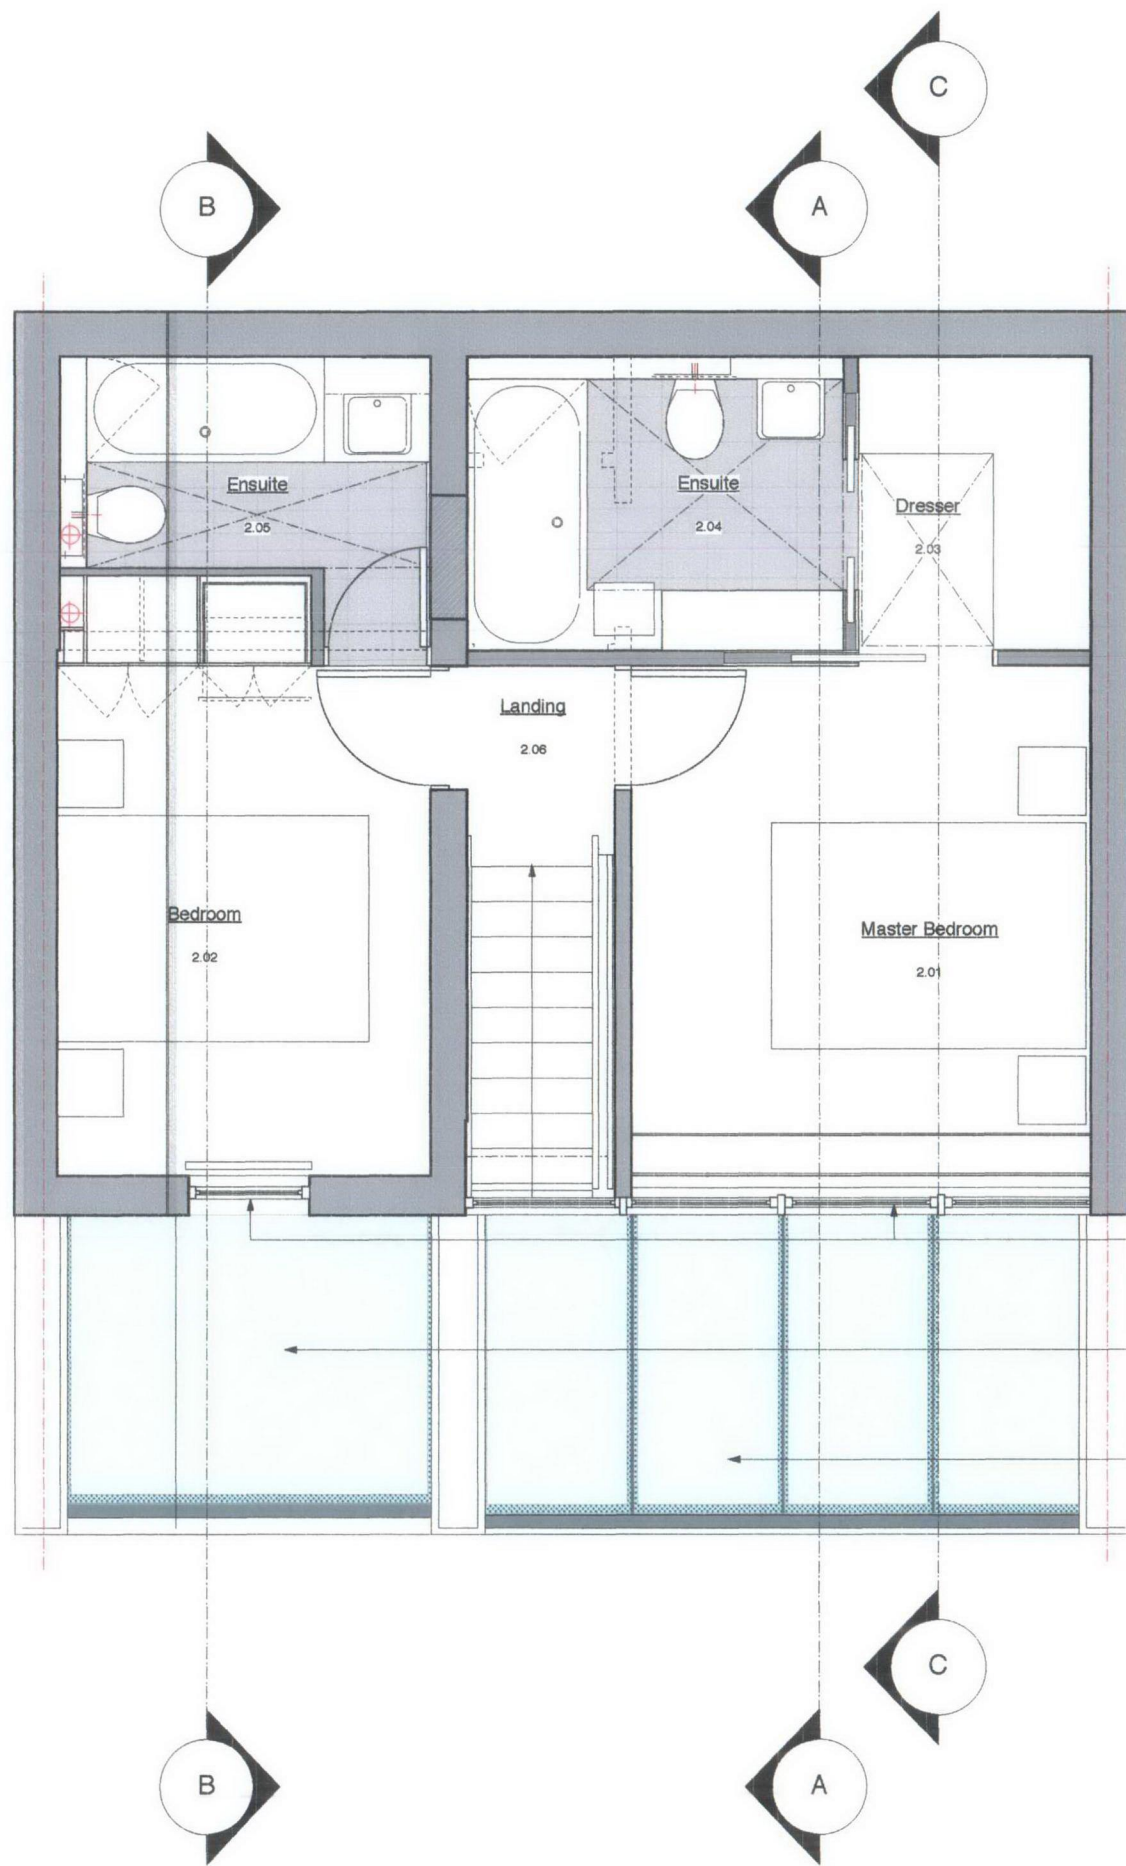 C
B
A
Ensuite
2.05
Ensuite
2.04
Dresser
2.03
Landing
2.06
Bedroom
2.02
Master Bedroom
2.01
C
B
A